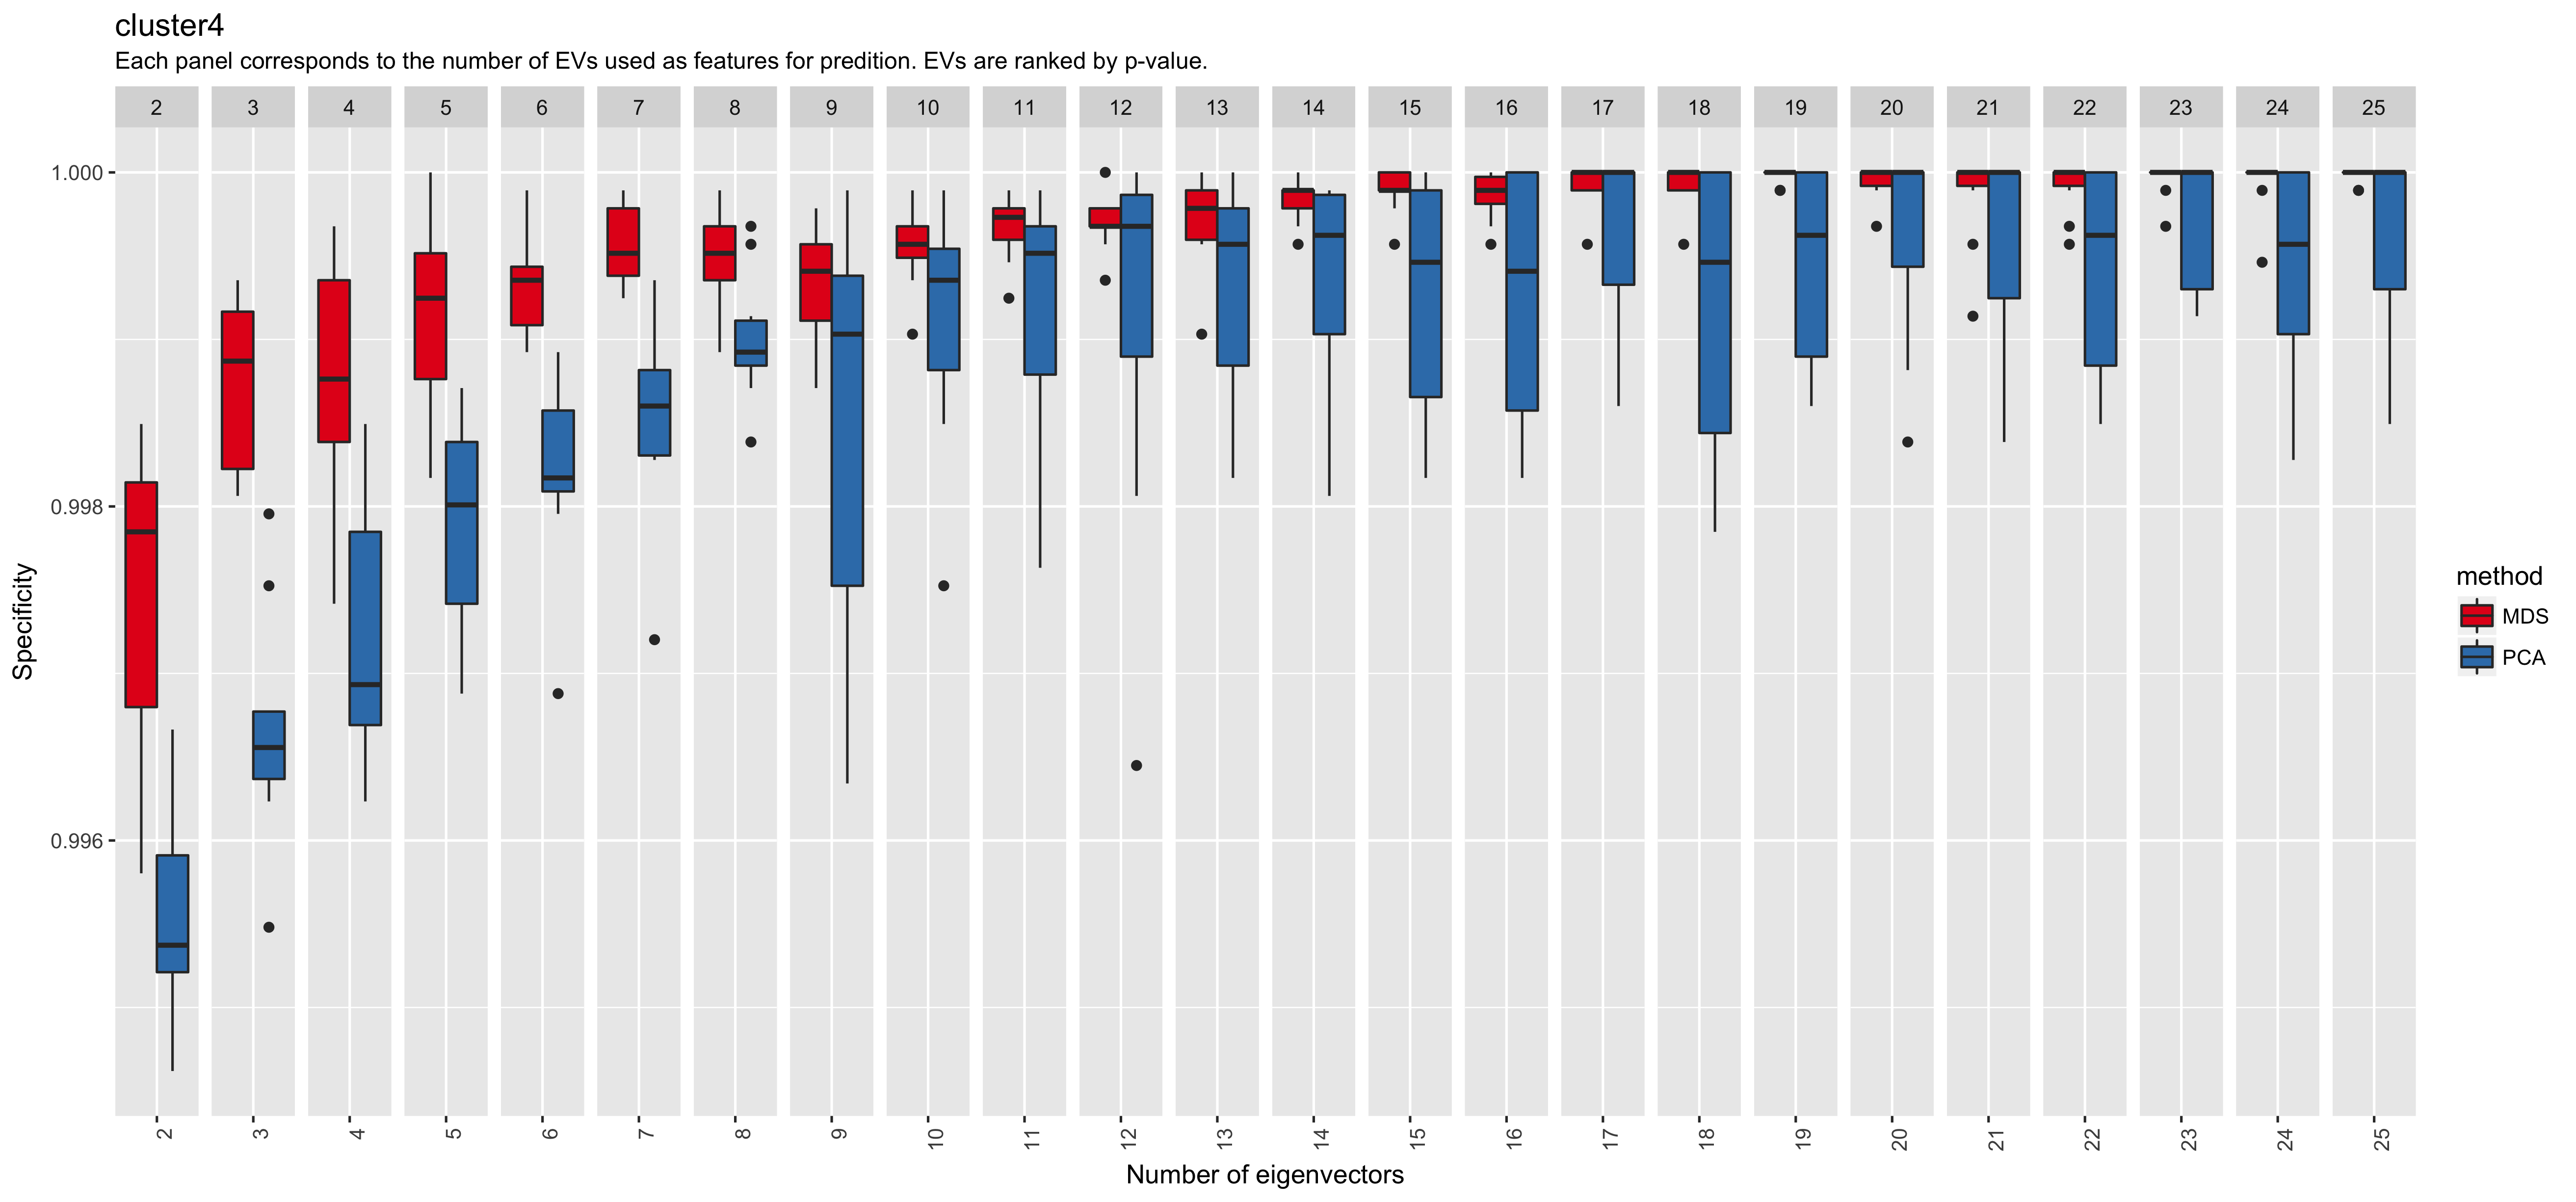 cluster4
Each panel corresponds to the number of EVs used as features for predition. EVs are ranked by p-value.
2 3 4 5 6 7 8 9 10 11 12 13 14 15 16 17 18 19 20 21 22 23 24 25
1.000
0.998
0.996
Specificity
method
MDS
PCA
2 3 4 5 6 7 8 9 10 11 12 13 14 15 16 17 18 19 20 21 22 23 24 25
Number of eigenvectors